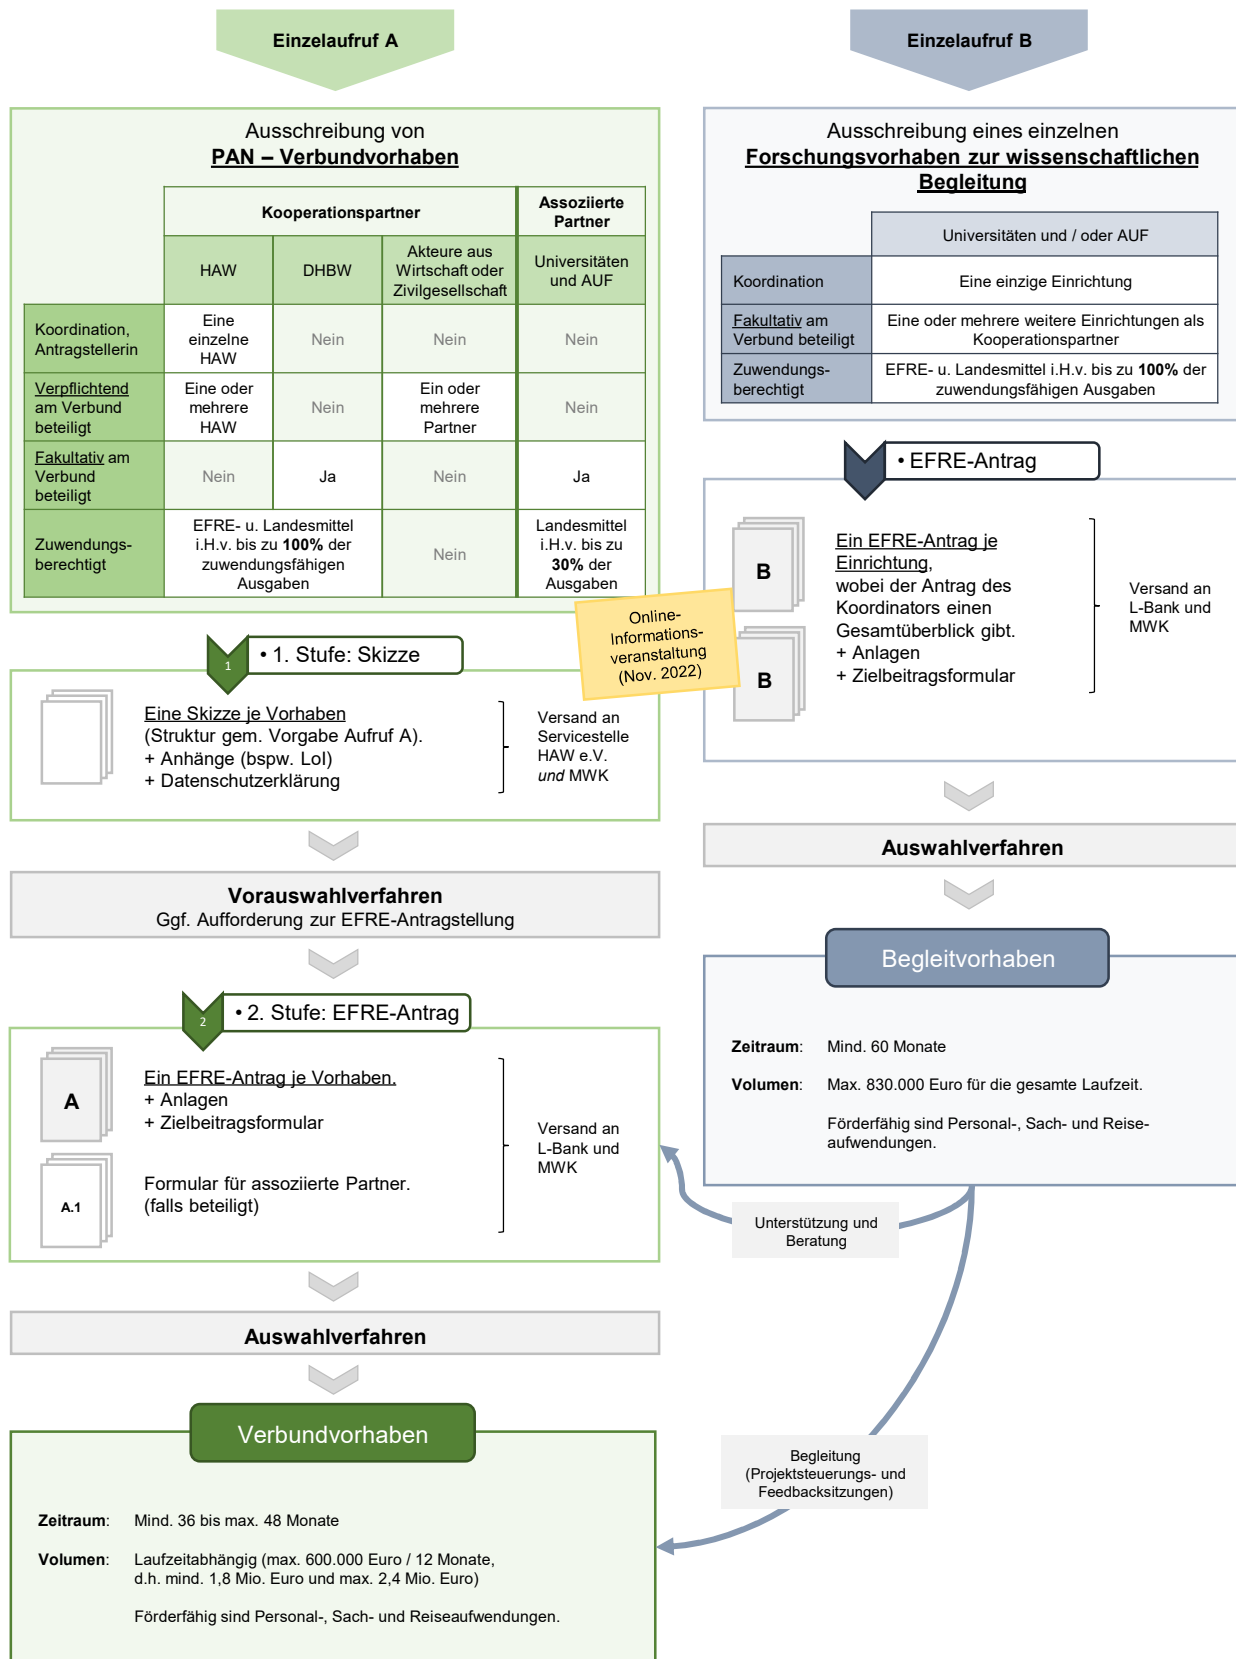 Einzelaufruf A
Ausschreibung von
PAN – Verbundvorhaben
Kooperationspartner
Assoziierte
Partner
HAW
DHBW
Akteure aus
Wirtschaft oder
Zivilgesellschaft
Universitäten
und AUF
Koordination,
Antragstellerin
Eine
einzelne
HAW
Nein
Nein
Nein
Verpflichtend
am Verbund
beteiligt
Eine oder
mehrere
HAW
Nein
Ein oder
mehrere
Partner
Nein
Fakultativ am
Verbund
beteiligt
Nein
Ja
Nein
Ja
Zuwendungs-
berechtigt
EFRE- u. Landesmittel
i.H.v. bis zu 100% der
zuwendungsfähigen
Ausgaben
Nein
Landesmittel
i.H.v. bis zu
30% der
Ausgaben
Einzelaufruf B
Ausschreibung eines einzelnen
Forschungsvorhaben zur wissenschaftlichen
Begleitung
Universitäten und / oder AUF
Koordination
Eine einzige Einrichtung
Fakultativ am
Verbund beteiligt
Eine oder mehrere weitere Einrichtungen als
Kooperationspartner
Zuwendungs-
berechtigt
EFRE- u. Landesmittel i.H.v. bis zu 100% der
zuwendungsfähigen Ausgaben
• EFRE-Antrag
B
B
Ein EFRE-Antrag je
Einrichtung,
wobei der Antrag des
Koordinators einen
Gesamtüberblick gibt.
+ Anlagen
+ Zielbeitragsformular
Versand an
L-Bank und
MWK
Online-
Informations-
veranstaltung
(Nov. 2022)
1
• 1. Stufe: Skizze
Eine Skizze je Vorhaben
(Struktur gem. Vorgabe Aufruf A).
+ Anhänge (bspw. LoI)
+ Datenschutzerklärung
Versand an
Servicestelle
HAW e.V.
und MWK
Vorauswahlverfahren
Ggf. Aufforderung zur EFRE-Antragstellung
2
• 2. Stufe: EFRE-Antrag
A
Ein EFRE-Antrag je Vorhaben.
+ Anlagen
+ Zielbeitragsformular
A.1
Formular für assoziierte Partner.
(falls beteiligt)
Versand an
L-Bank und
MWK
Auswahlverfahren
Verbundvorhaben
Zeitraum: Mind. 36 bis max. 48 Monate
Volumen: Laufzeitabhängig (max. 600.000 Euro / 12 Monate,
d.h. mind. 1,8 Mio. Euro und max. 2,4 Mio. Euro)
Förderfähig sind Personal-, Sach- und Reiseaufwendungen.
Auswahlverfahren
Begleitvorhaben
Zeitraum: Mind. 60 Monate
Volumen: Max. 830.000 Euro für die gesamte Laufzeit.
Förderfähig sind Personal-, Sach- und Reise-
aufwendungen.
Unterstützung und
Beratung
Begleitung
(Projektsteuerungs- und
Feedbacksitzungen)